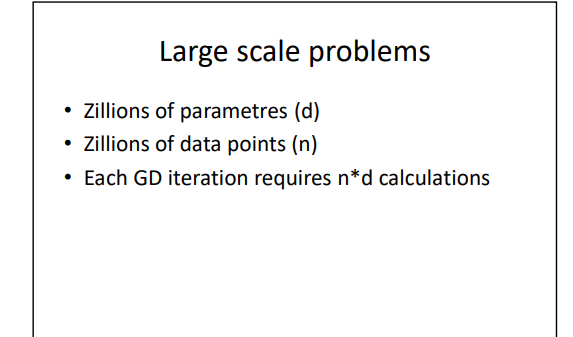 Large scale problems
• Zillions of parametres (d)
• Zillions of data points (n)
• Each GD iteration requires n*d calculations